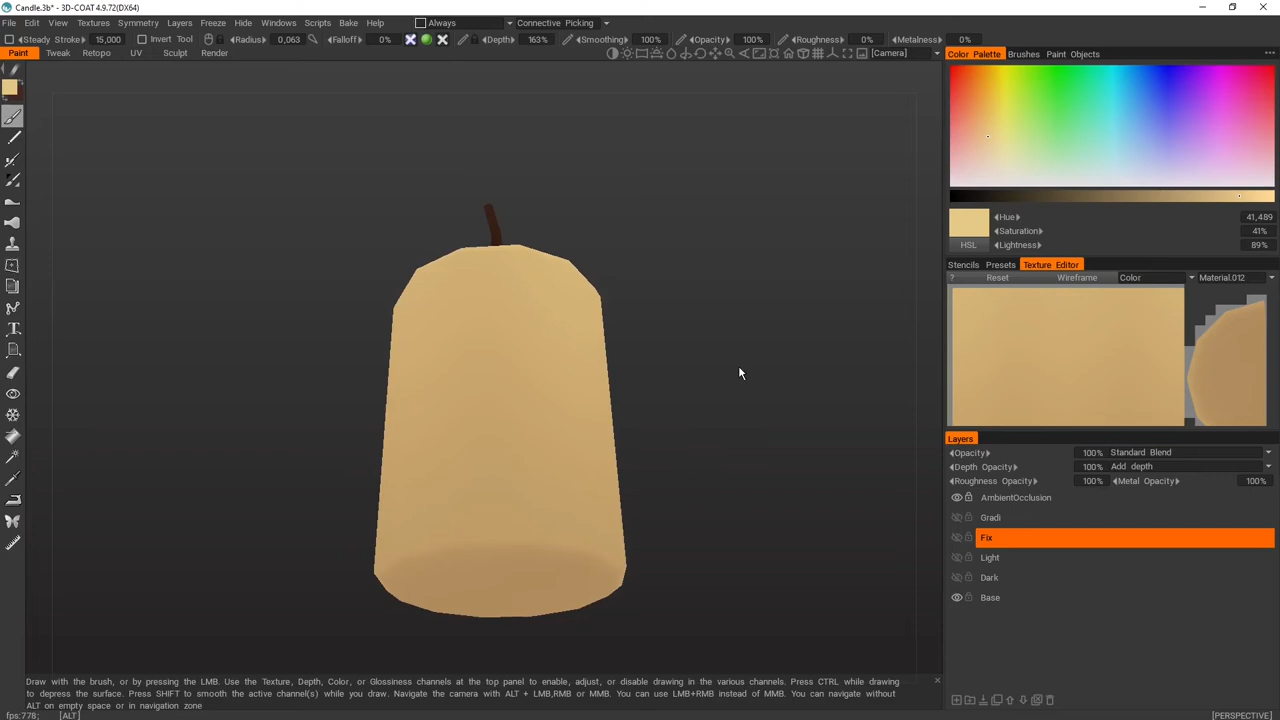 Candle.3b* - 3D-COAT 4.9.72(DX64)
File Edit View Textures Symmetry Layers Freeze Hide Windows Scripts Bake Help Always Connective Picking
Steady Stroke 15,000 Invert Tool Radius 0,063 Falloff 0% Depth 163% Smoothing 100% Opacity 100% Roughness 0% Metalness 0%
Paint Tweak Retopo UV Sculpt Render [Camera]
Color Palette Brushes Paint Objects
Hue 41,489
Saturation 41%
HSL Lightness 89%
Stencils Presets Texture Editor
? Reset Wireframe Color Material.012
Layers
Opacity 100% Standard Blend
Depth Opacity 100% Add depth
Roughness Opacity 100% Metal Opacity 100%
AmbientOcclusion
Gradi
Fix
Light
Dark
Base
Draw with the brush, or by pressing the LMB. Use the Texture, Depth, Color, or Glossiness channels at the top panel to enable, adjust, or disable drawing in the various channels. Press CTRL while drawing
to depress the surface. Press SHIFT to smooth the active channel(s) while you draw. Navigate the camera with ALT + LMB,RMB or MMB. You can use LMB+RMB instead of MMB. You can navigate without
ALT on empty space or in navigation zone
fps:778; [ALT] [PERSPECTIVE]